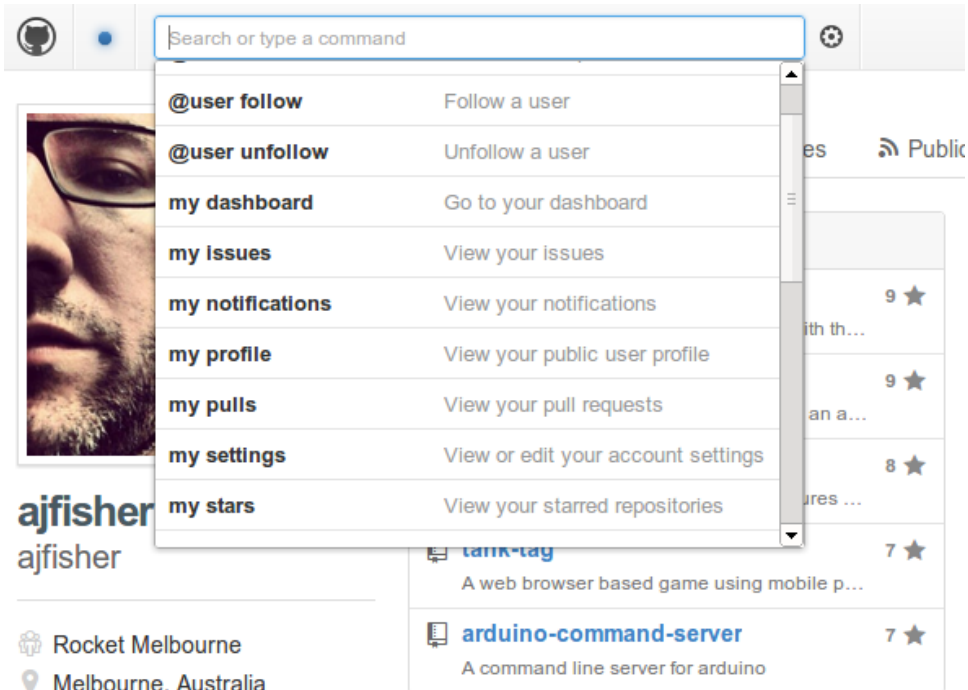 Search or type a command
@user follow Follow a user
@user unfollow Unfollow a user
my dashboard Go to your dashboard
my issues View your issues
my notifications View your notifications
my profile View your public user profile
my pulls View your pull requests
my settings View or edit your account settings
my stars View your starred repositories
es
Public
9
ith th…
9
an a…
8
ures …
ajfisher
ajfisher
tank-tag 7
A web browser based game using mobile p…
arduino-command-server 7
A command line server for arduino
Rocket Melbourne
Melbourne, Australia